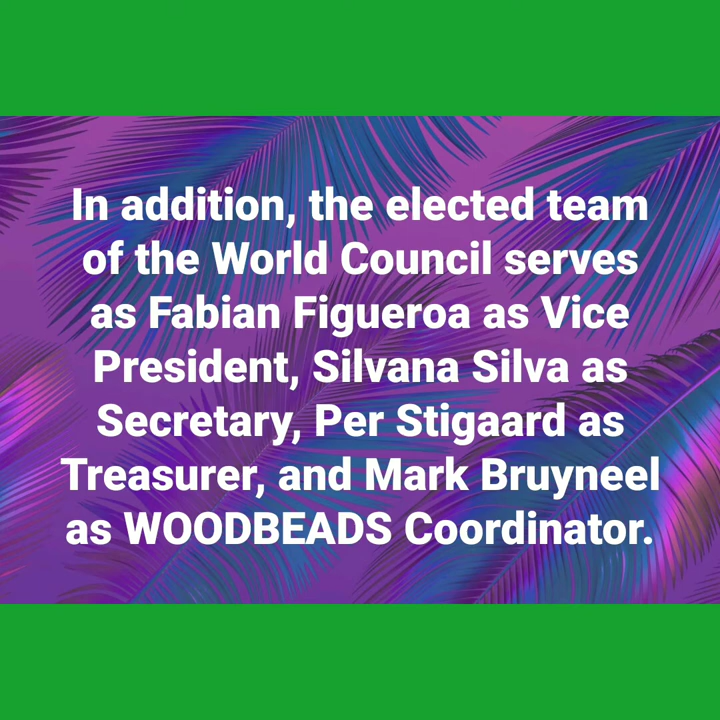 In addition, the elected team
of the World Council serves
as Fabian Figueroa as Vice
President, Silvana Silva as
Secretary, Per Stigaard as
Treasurer, and Mark Bruyneel
as WOODBEADS Coordinator.